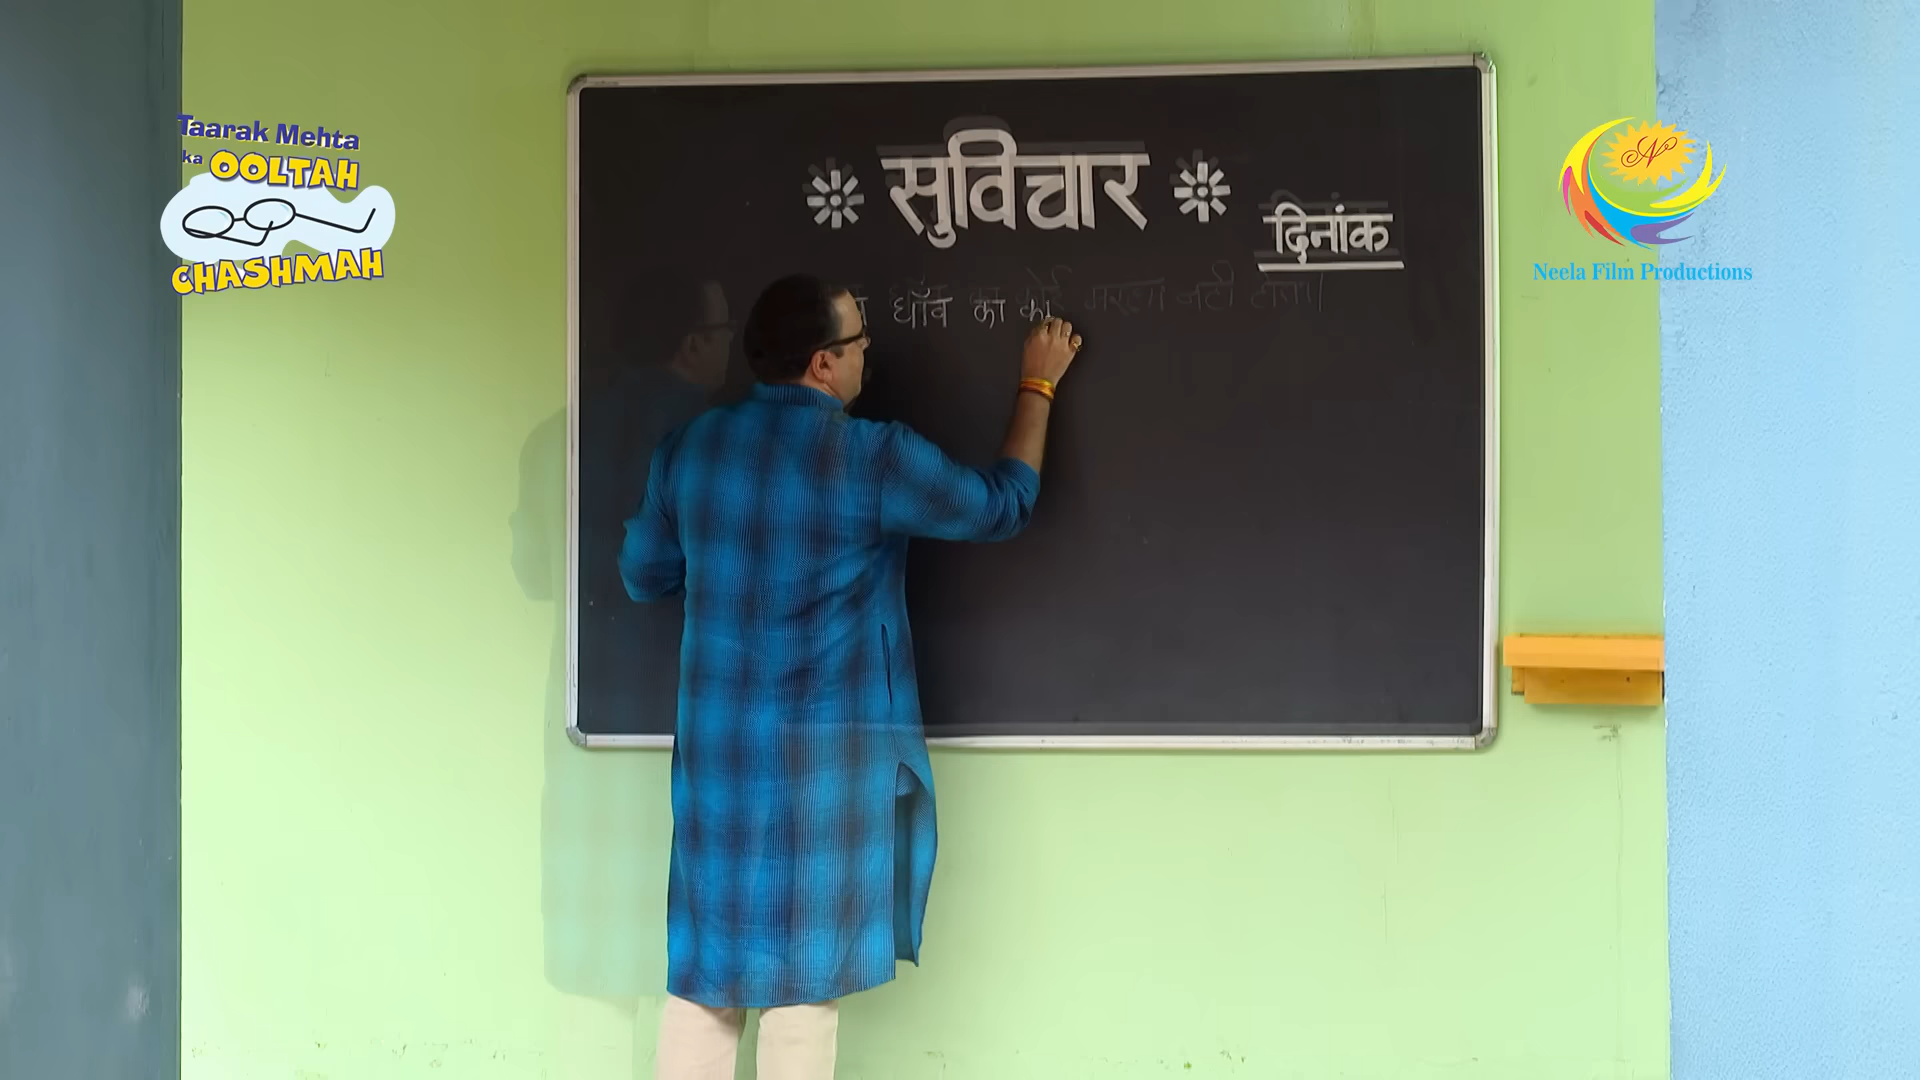 Taarak Mehta
ka OOLTAH
CHASHMAH
Neela Film Productions
सुविचार
दिनांक
धाँव का को